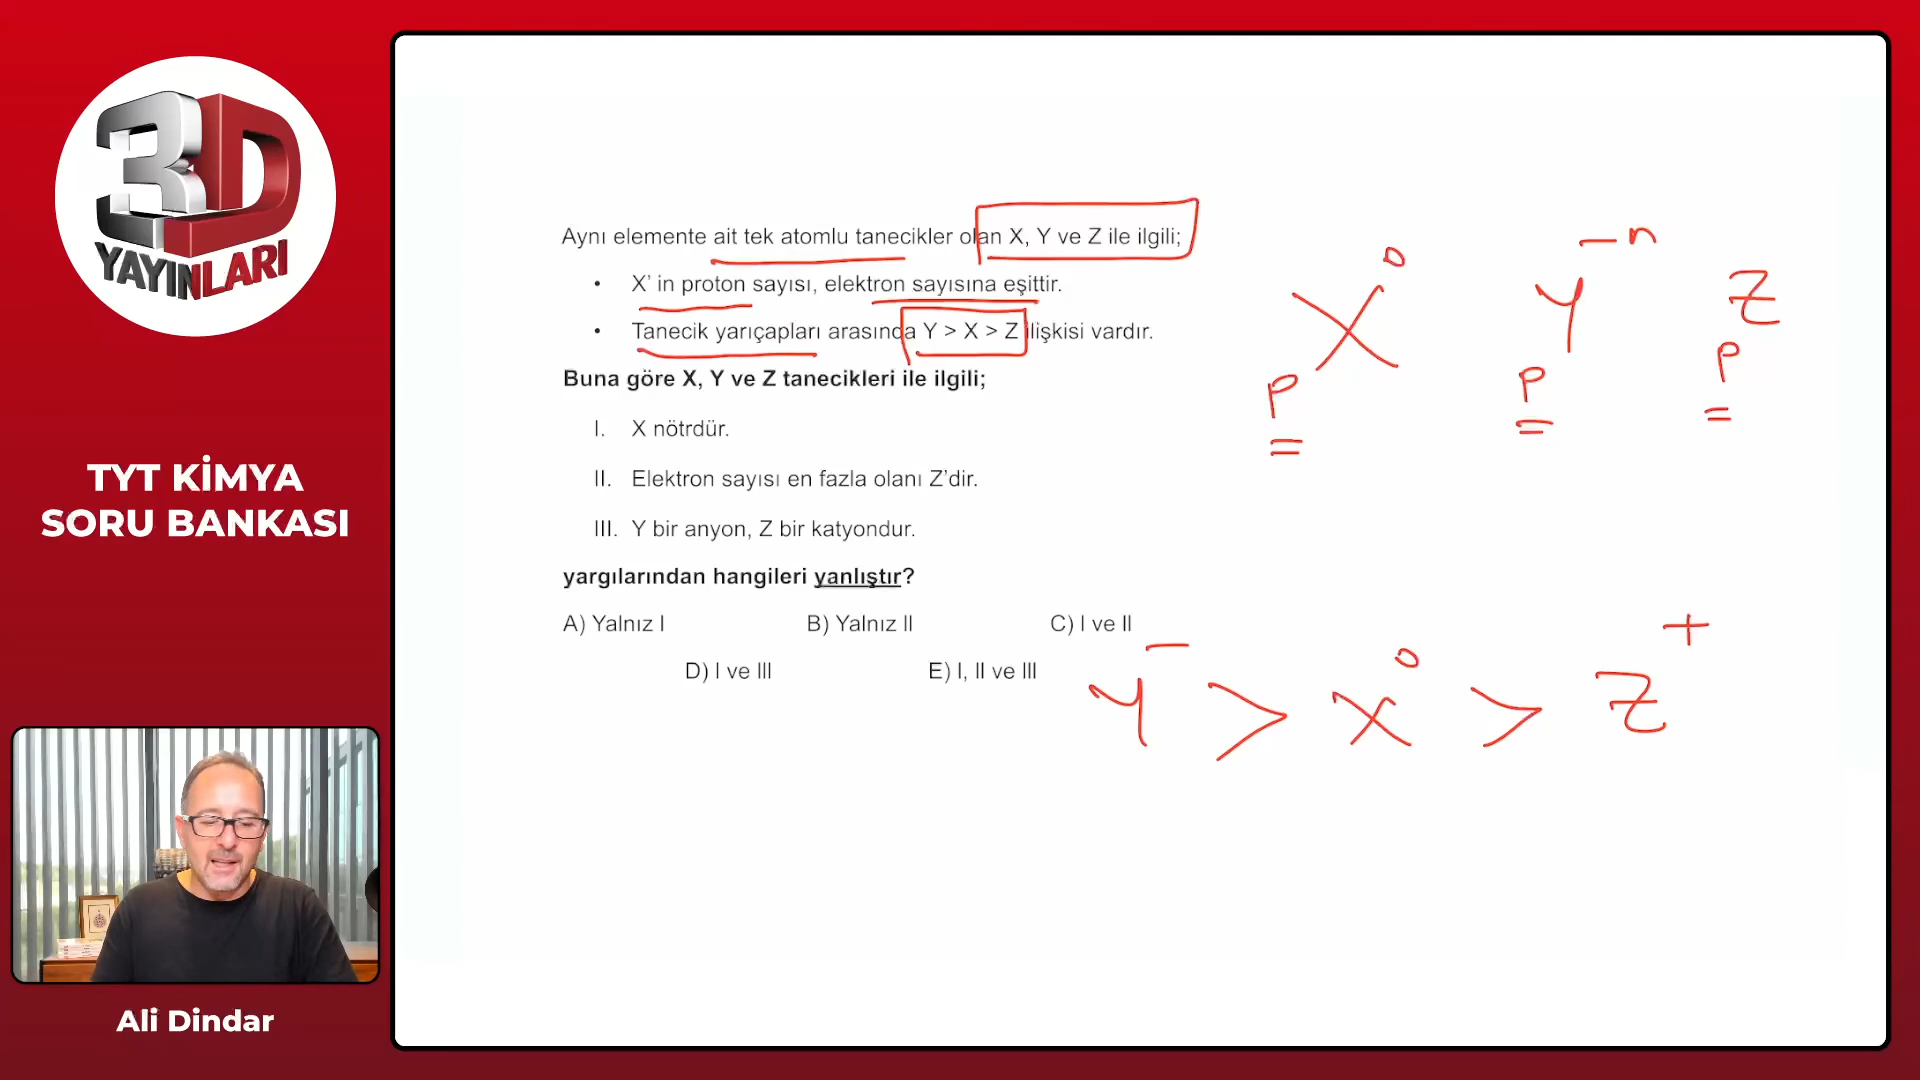 3D
YAYINLARI
TYT KİMYA
SORU BANKASI
Ali Dindar
Aynı elemente ait tek atomlu tanecikler olan X, Y ve Z ile ilgili;
• X' in proton sayısı, elektron sayısına eşittir.
• Tanecik yarıçapları arasında Y > X > Z ilişkisi vardır.
Buna göre X, Y ve Z tanecikleri ile ilgili;
I. X nötrdür.
II. Elektron sayısı en fazla olanı Z'dir.
III. Y bir anyon, Z bir katyondur.
yargılarından hangileri yanlıştır?
A) Yalnız I B) Yalnız II C) I ve II
D) I ve III E) I, II ve III
X⁰ Y⁻ⁿ Z
P P P
= = =
Y⁻ > X⁰ > Z⁺